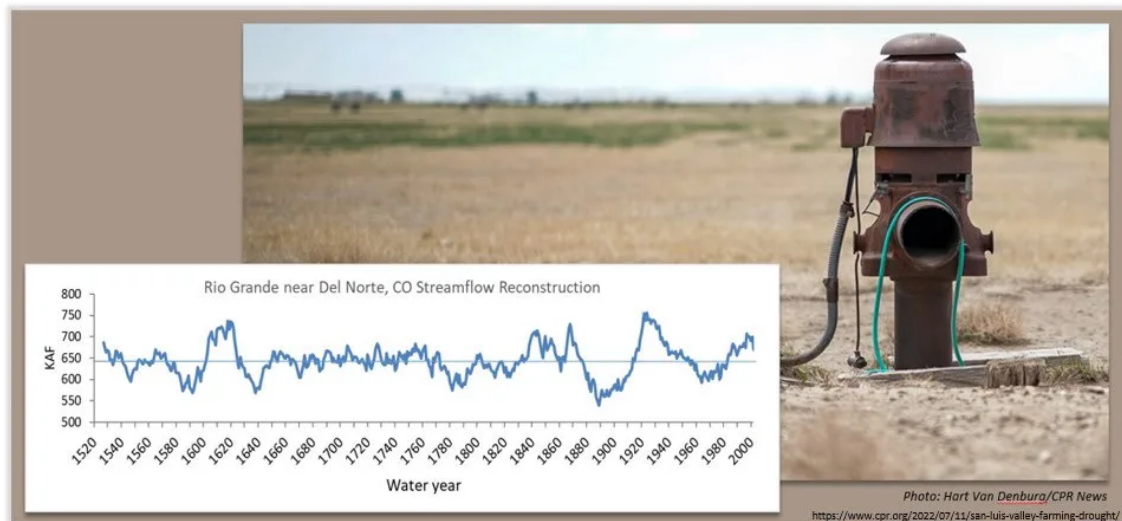 Rio Grande near Del Norte, CO Streamflow Reconstruction
800
750
700
650
600
550
500
KAF
1520 1540 1560 1580 1600 1620 1640 1660 1680 1700 1720 1740 1760 1780 1800 1820 1840 1860 1880 1900 1920 1940 1960 1980 2000
Water year
Photo: Hart Van Denburg/CPR News
https://www.cpr.org/2022/07/11/san-luis-valley-farming-drought/